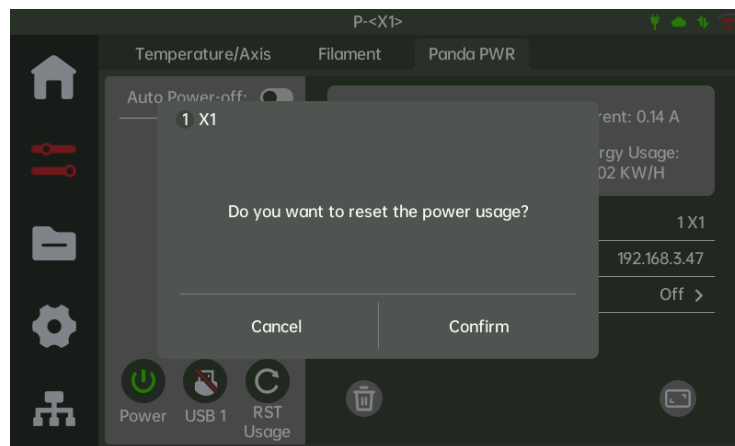 P-<X1>
Temperature/Axis Filament Panda PWR
Auto Power-off:
1 X1
rent: 0.14 A
rgy Usage:
02 KW/H
Do you want to reset the power usage?
1 X1
192.168.3.47
Off >
Cancel Confirm
Power USB 1 RST
Usage